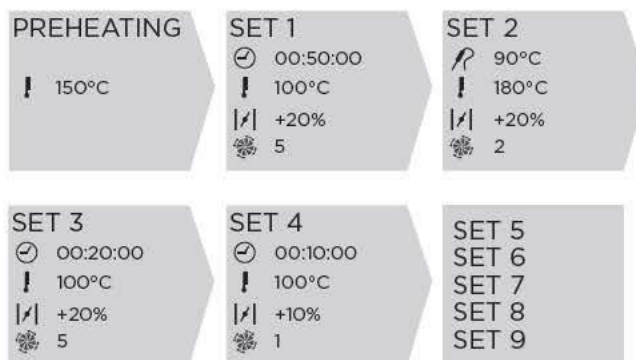 PREHEATING
150°C
SET 1
00:50:00
100°C
+20%
5
SET 2
90°C
180°C
+20%
2
SET 3
00:20:00
100°C
+20%
5
SET 4
00:10:00
100°C
+10%
1
SET 5
SET 6
SET 7
SET 8
SET 9